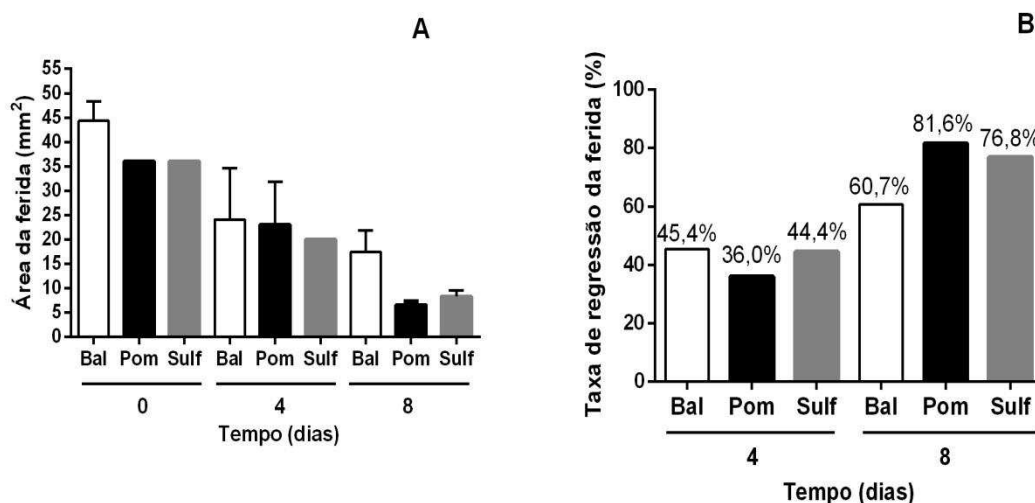 A
Área da ferida (mm²)
55
50
45
40
35
30
25
20
15
10
5
0
Bal Pom Sulf Bal Pom Sulf Bal Pom Sulf
0 4 8
Tempo (dias)
B
Taxa de regressão da ferida (%)
100
80
60
40
20
0
45,4% 36,0% 44,4% 60,7% 81,6% 76,8%
Bal Pom Sulf Bal Pom Sulf
4 8
Tempo (dias)